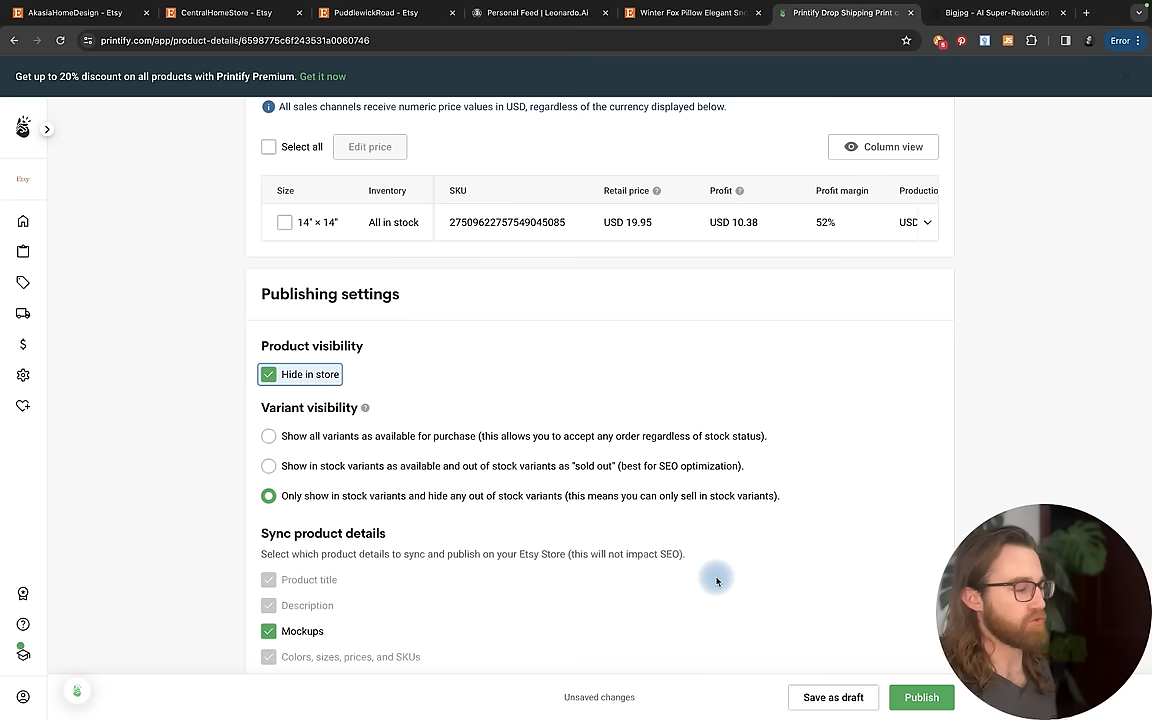 AkasiaHomeDesign - Etsy
CentralHomeStore - Etsy
PuddlewickRoad - Etsy
Personal Feed | Leonardo.Ai
Winter Fox Pillow Elegant Sno
Printify Drop Shipping Print o
Bigjpg - AI Super-Resolution
printify.com/app/product-details/6598775c6f243531a0060746
6
JS
Error
Get up to 20% discount on all products with Printify Premium. Get it now
All sales channels receive numeric price values in USD, regardless of the currency displayed below.
Select all
Edit price
Column view
Etsy
Size
Inventory
SKU
Retail price
Profit
Profit margin
Productio
14" × 14"
All in stock
27509622757549045085
USD 19.95
USD 10.38
52%
USD
Publishing settings
Product visibility
Hide in store
Variant visibility
Show all variants as available for purchase (this allows you to accept any order regardless of stock status).
Show in stock variants as available and out of stock variants as "sold out" (best for SEO optimization).
Only show in stock variants and hide any out of stock variants (this means you can only sell in stock variants).
Sync product details
Select which product details to sync and publish on your Etsy Store (this will not impact SEO).
Product title
Description
Mockups
Colors, sizes, prices, and SKUs
Unsaved changes
Save as draft
Publish